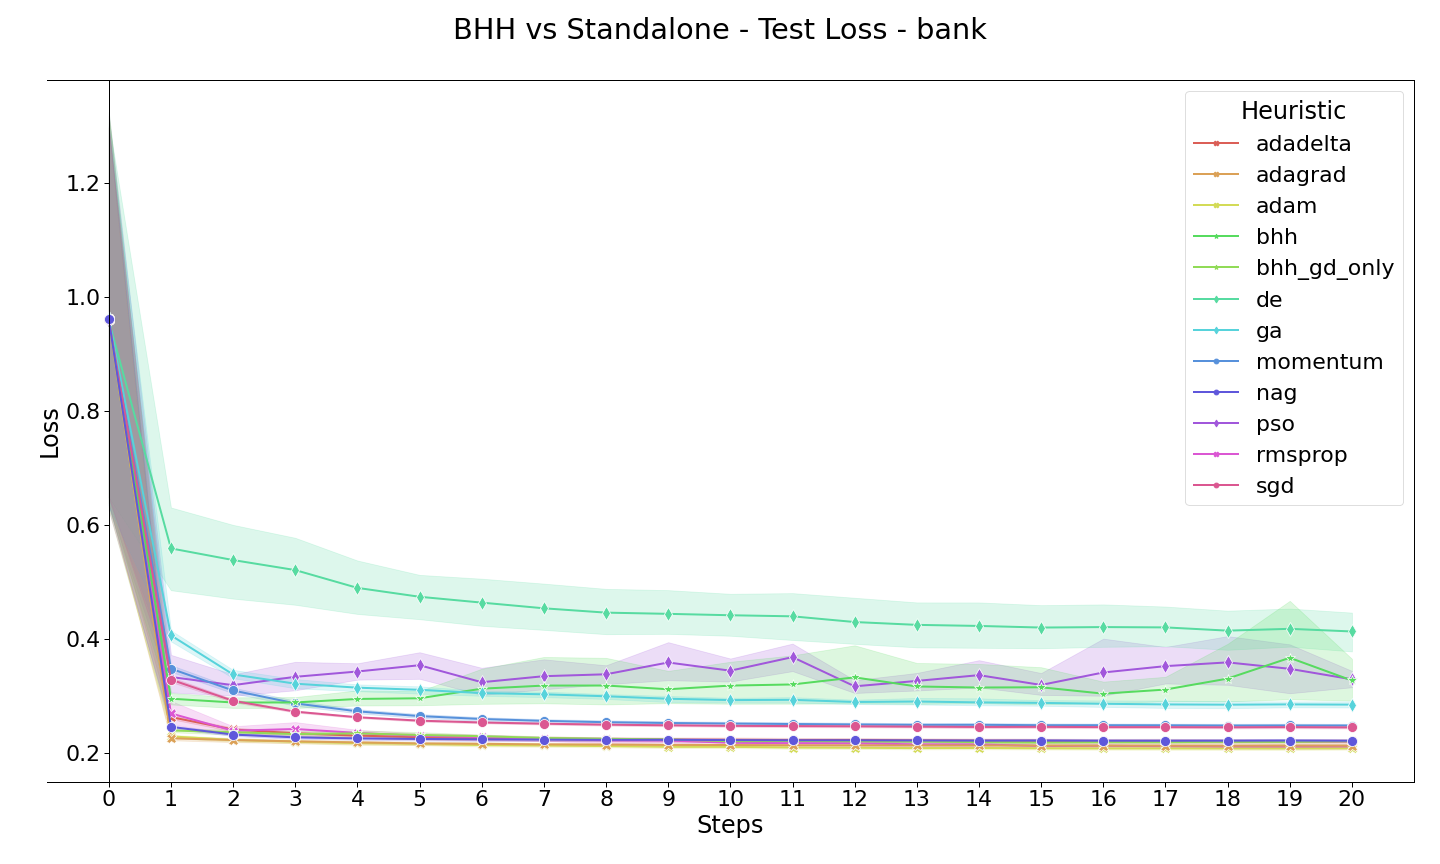 BHH vs Standalone - Test Loss - bank
Heuristic
adadelta
adagrad
adam
bhh
bhh_gd_only
de
ga
momentum
nag
pso
rmsprop
sgd
Loss
1.2
1.0
0.8
0.6
0.4
0.2
0 1 2 3 4 5 6 7 8 9 10 11 12 13 14 15 16 17 18 19 20
Steps